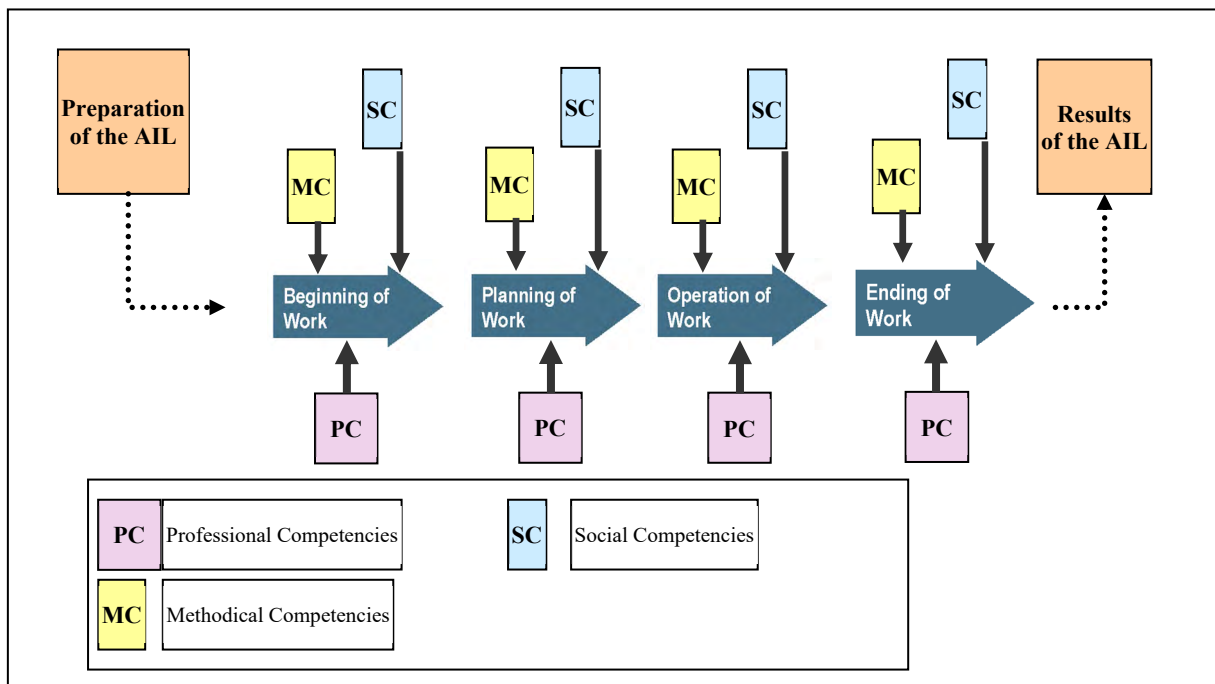 Preparation
of the AIL
SC
SC
SC
SC
Results
of the AIL
MC
MC
MC
MC
Beginning of
Work
Planning of
Work
Operation of
Work
Ending of
Work
PC
PC
PC
PC
PC
Professional Competencies
SC
Social Competencies
MC
Methodical Competencies